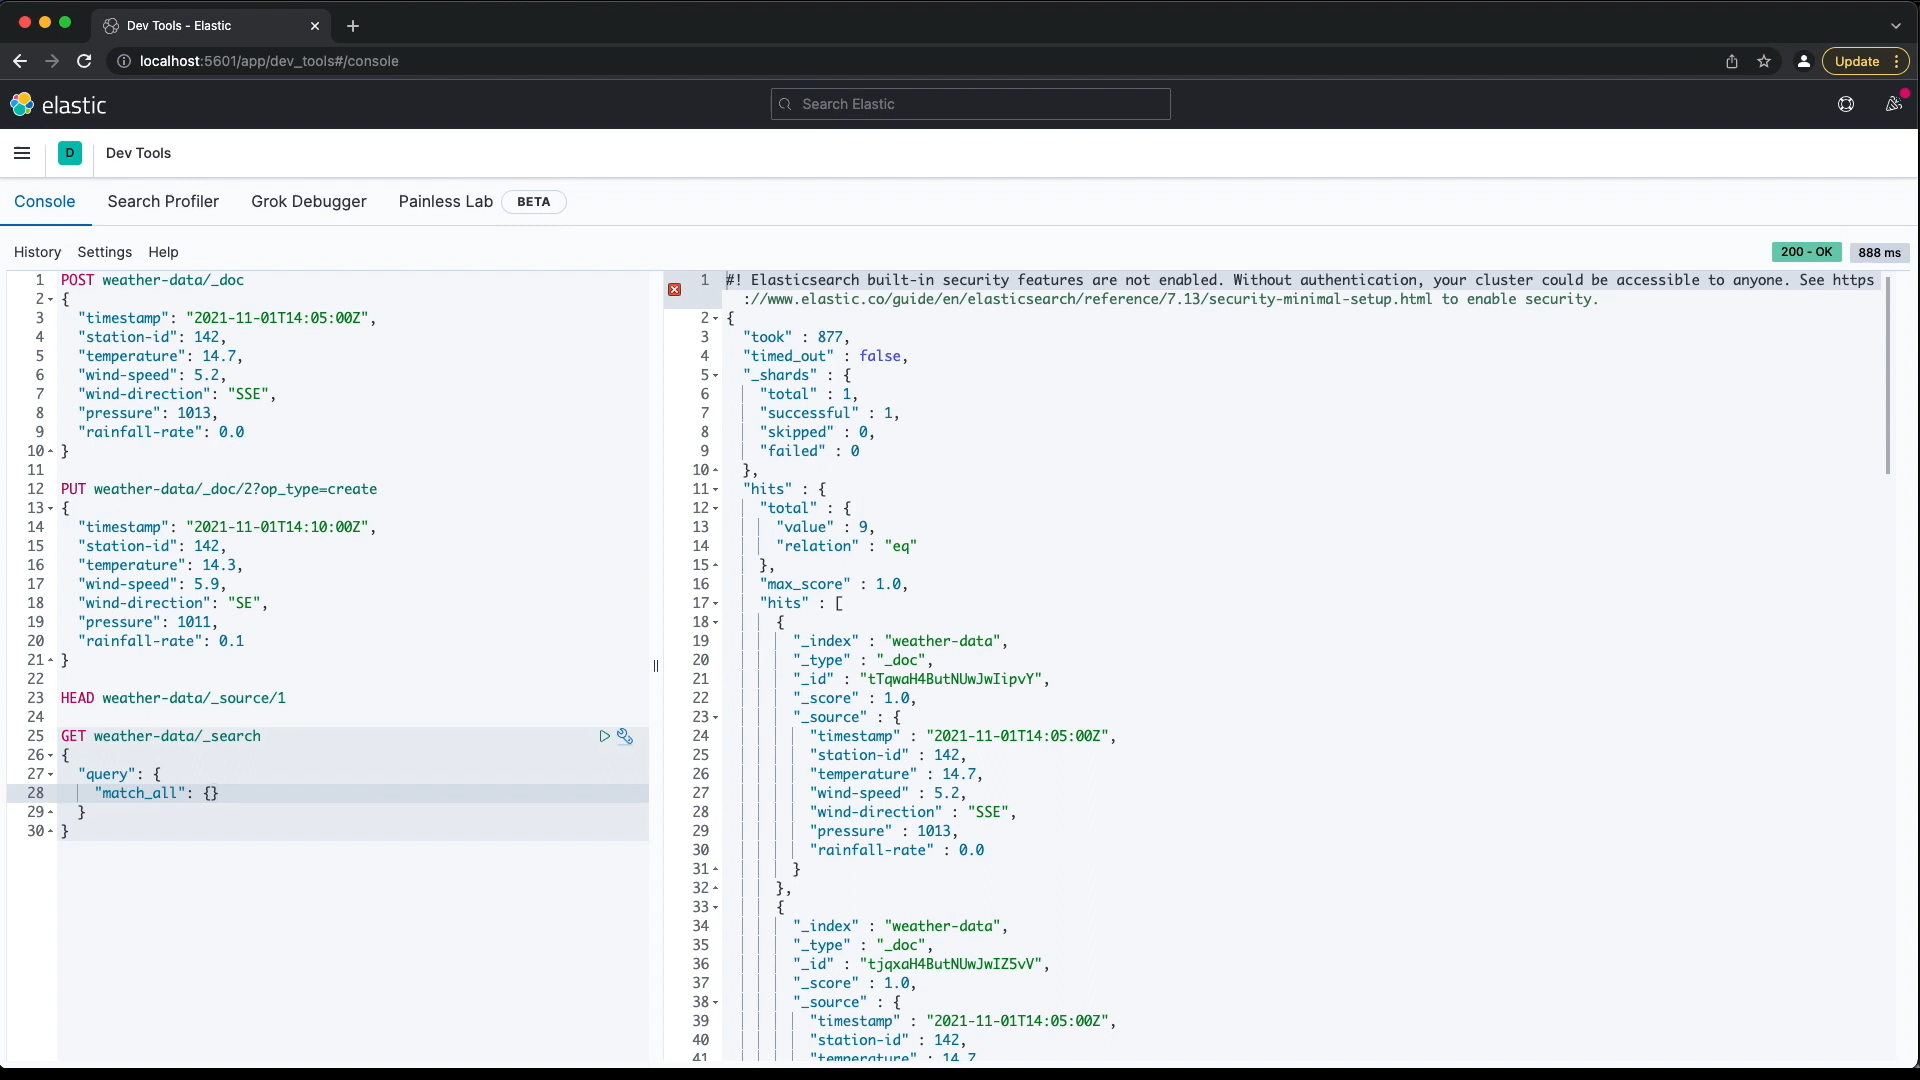 Dev Tools - Elastic
localhost:5601/app/dev_tools#/console
Update
elastic
Search Elastic
D
Dev Tools
Console
Search Profiler
Grok Debugger
Painless Lab
BETA
History
Settings
Help
200 - OK
888 ms
1 POST weather-data/_doc
2 {
3 "timestamp": "2021-11-01T14:05:00Z",
4 "station-id": 142,
5 "temperature": 14.7,
6 "wind-speed": 5.2,
7 "wind-direction": "SSE",
8 "pressure": 1013,
9 "rainfall-rate": 0.0
10 }
11
12 PUT weather-data/_doc/2?op_type=create
13 {
14 "timestamp": "2021-11-01T14:10:00Z",
15 "station-id": 142,
16 "temperature": 14.3,
17 "wind-speed": 5.9,
18 "wind-direction": "SE",
19 "pressure": 1011,
20 "rainfall-rate": 0.1
21 }
22
23 HEAD weather-data/_source/1
24
25 GET weather-data/_search
26 {
27 "query": {
28 "match_all": {}
29 }
30 }
1 #! Elasticsearch built-in security features are not enabled. Without authentication, your cluster could be accessible to anyone. See https
://www.elastic.co/guide/en/elasticsearch/reference/7.13/security-minimal-setup.html to enable security.
2 {
3 "took" : 877,
4 "timed_out" : false,
5 "_shards" : {
6 "total" : 1,
7 "successful" : 1,
8 "skipped" : 0,
9 "failed" : 0
10 },
11 "hits" : {
12 "total" : {
13 "value" : 9,
14 "relation" : "eq"
15 },
16 "max_score" : 1.0,
17 "hits" : [
18 {
19 "_index" : "weather-data",
20 "_type" : "_doc",
21 "_id" : "tTqwaH4ButNUwJwIipvY",
22 "_score" : 1.0,
23 "_source" : {
24 "timestamp" : "2021-11-01T14:05:00Z",
25 "station-id" : 142,
26 "temperature" : 14.7,
27 "wind-speed" : 5.2,
28 "wind-direction" : "SSE",
29 "pressure" : 1013,
30 "rainfall-rate" : 0.0
31 }
32 },
33 {
34 "_index" : "weather-data",
35 "_type" : "_doc",
36 "_id" : "tjqxaH4ButNUwJwIZ5vV",
37 "_score" : 1.0,
38 "_source" : {
39 "timestamp" : "2021-11-01T14:05:00Z",
40 "station-id" : 142,
41 "temperature" : 14.7